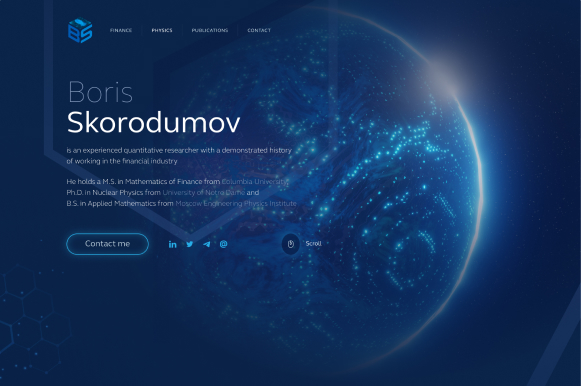 BS
FINANCE PHYSICS PUBLICATIONS CONTACT
Boris
Skorodumov
is an experienced quantitative researcher with a demonstrated history
of working in the financial industry
He holds a M.S. in Mathematics of Finance from Columbia University,
Ph.D. in Nuclear Physics from University of Notre Dame and
B.S. in Applied Mathematics from Moscow Engineering Physics Institute
Contact me
Scroll